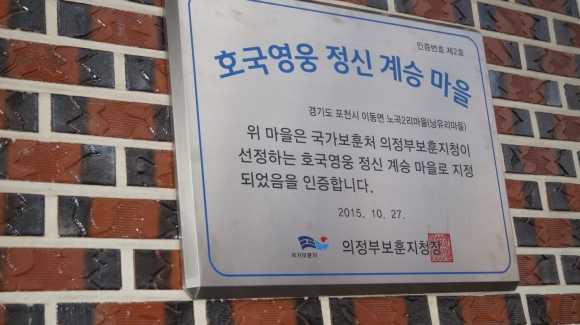 인증번호 제2호
호국영웅 정신 계승 마을
경기도 포천시 이동면 노곡2리마을(낭유리마을)
위 마을은 국가보훈처 의정부보훈지청이
선정하는 호국영웅 정신 계승 마을로 지정
되었음을 인증합니다.
2015. 10. 27.
국가보훈처 의정부보훈지청장